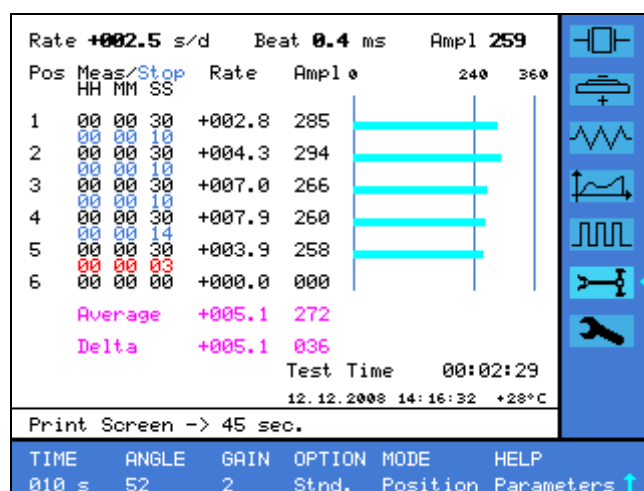 Rate +002.5 s/d Beat 0.4 ms Ampl 259
Pos Meas/Stop Rate Ampl 0 240 360
HH MM SS
1 00 00 30 +002.8 285
00 00 10
2 00 00 30 +004.3 294
00 00 10
3 00 00 30 +007.0 266
00 00 10
4 00 00 30 +007.9 260
00 00 14
5 00 00 30 +003.9 258
00 00 03
6 00 00 00 +000.0 000
Average +005.1 272
Delta +005.1 036
Test Time 00:02:29
12.12.2008 14:16:32 +28°C
Print Screen -> 45 sec.
TIME ANGLE GAIN OPTION MODE HELP
010 s 52 2 Stnd. Position Parameters